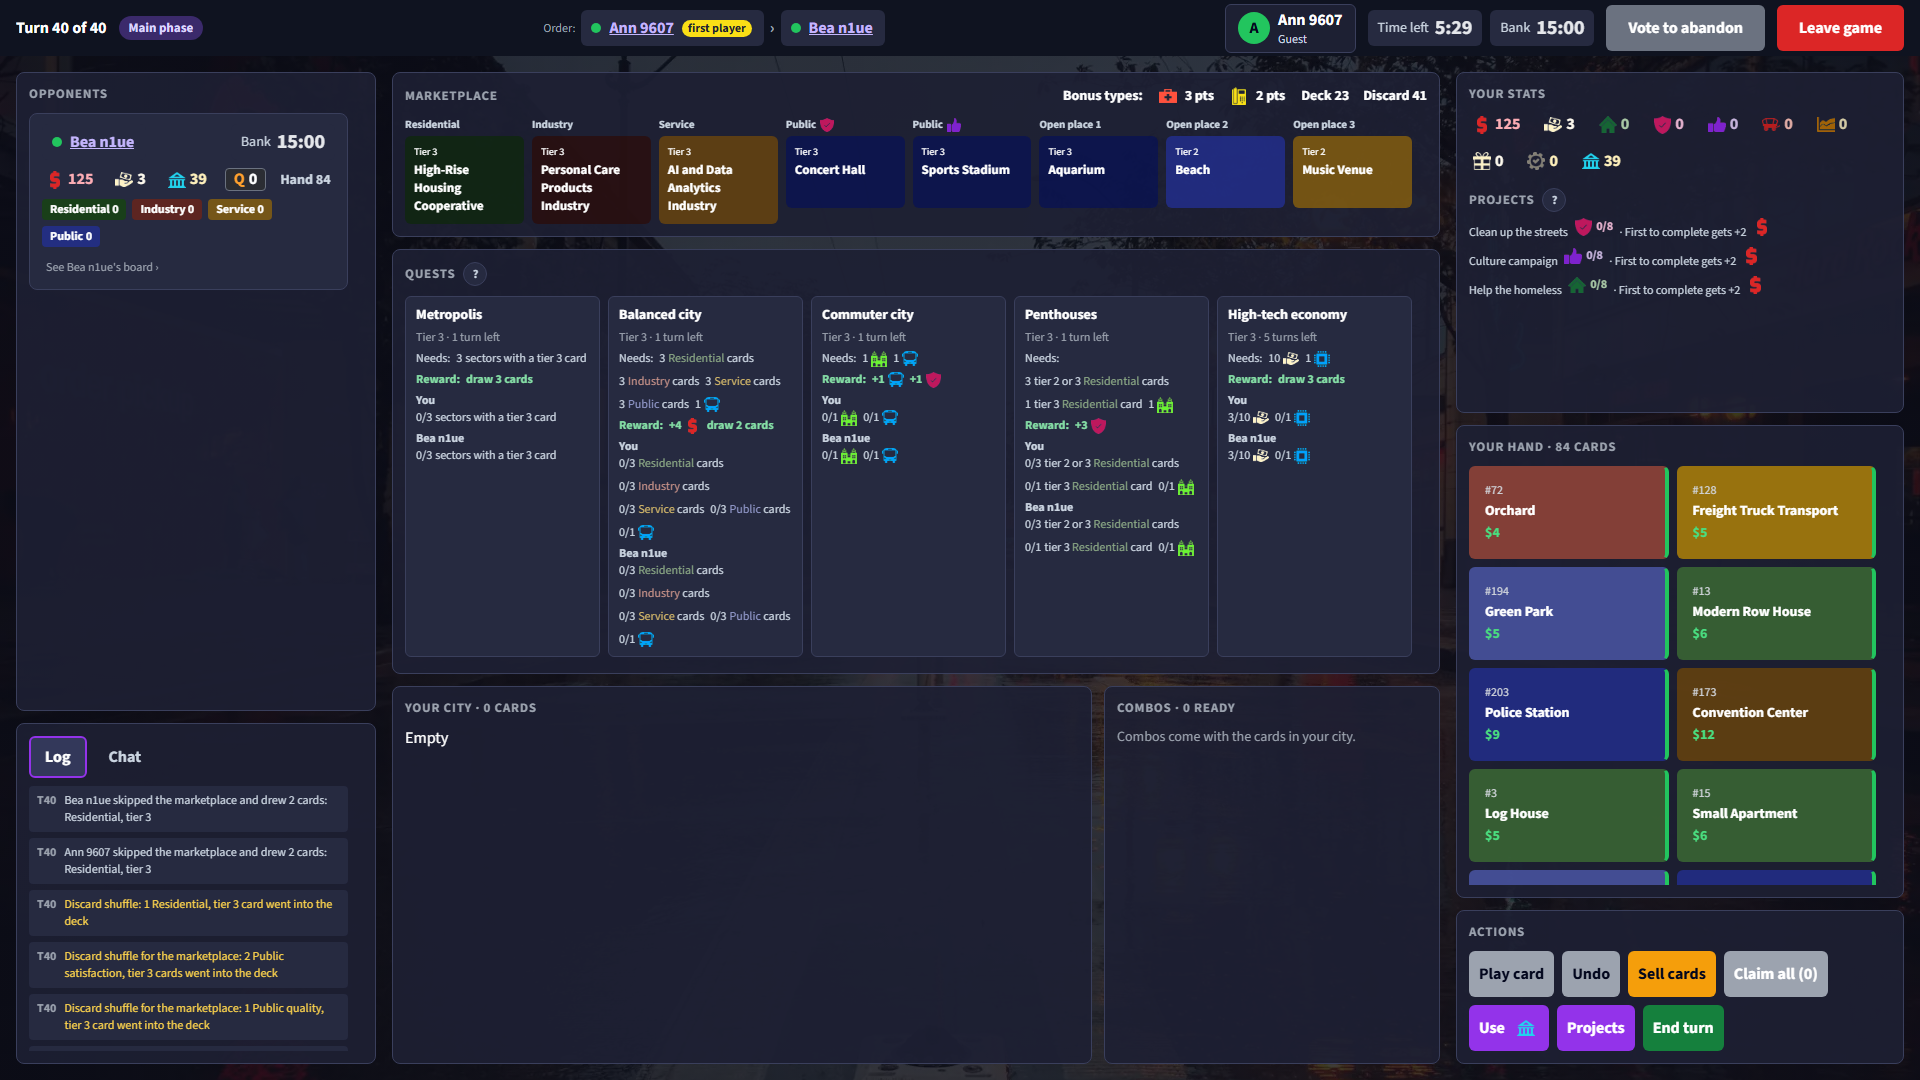 Turn 40 of 40 Main phase
Order: Ann 9607 first player › Bea n1ue
A Ann 9607 Guest
Time left 5:29
Bank 15:00
Vote to abandon
Leave game
OPPONENTS
Bea n1ue Bank 15:00
125 3 39 Q 0 Hand 84
Residential 0 Industry 0 Service 0
Public 0
See Bea n1ue's board ›
MARKETPLACE
Bonus types: 3 pts 2 pts Deck 23 Discard 41
Residential Industry Service Public Public Open place 1 Open place 2 Open place 3
Tier 3
High-Rise
Housing
Cooperative
Tier 3
Personal Care
Products
Industry
Tier 3
AI and Data
Analytics
Industry
Tier 3
Concert Hall
Tier 3
Sports Stadium
Tier 3
Aquarium
Tier 2
Beach
Tier 2
Music Venue
QUESTS ?
Metropolis
Tier 3 · 1 turn left
Needs: 3 sectors with a tier 3 card
Reward: draw 3 cards
You
0/3 sectors with a tier 3 card
Bea n1ue
0/3 sectors with a tier 3 card
Balanced city
Tier 3 · 1 turn left
Needs: 3 Residential cards
3 Industry cards 3 Service cards
3 Public cards 1
Reward: +4 draw 2 cards
You
0/3 Residential cards
0/3 Industry cards
0/3 Service cards 0/3 Public cards
0/1
Bea n1ue
0/3 Residential cards
0/3 Industry cards
0/3 Service cards 0/3 Public cards
0/1
Commuter city
Tier 3 · 1 turn left
Needs: 1 1
Reward: +1 +1
You
0/1 0/1
Bea n1ue
0/1 0/1
Penthouses
Tier 3 · 1 turn left
Needs:
3 tier 2 or 3 Residential cards
1 tier 3 Residential card 1
Reward: +3
You
0/3 tier 2 or 3 Residential cards
0/1 tier 3 Residential card 0/1
Bea n1ue
0/3 tier 2 or 3 Residential cards
0/1 tier 3 Residential card 0/1
High-tech economy
Tier 3 · 5 turns left
Needs: 10 1
Reward: draw 3 cards
You
3/10 0/1
Bea n1ue
3/10 0/1
YOUR STATS
125 3 0 0 0 0 0
0 0 39
PROJECTS ?
Clean up the streets 0/8 · First to complete gets +2
Culture campaign 0/8 · First to complete gets +2
Help the homeless 0/8 · First to complete gets +2
YOUR HAND · 84 CARDS
#72
Orchard
$4
#128
Freight Truck Transport
$5
#194
Green Park
$5
#13
Modern Row House
$6
#203
Police Station
$9
#173
Convention Center
$12
#3
Log House
$5
#15
Small Apartment
$6
Log Chat
T40 Bea n1ue skipped the marketplace and drew 2 cards:
Residential, tier 3
T40 Ann 9607 skipped the marketplace and drew 2 cards:
Residential, tier 3
T40 Discard shuffle: 1 Residential, tier 3 card went into the
deck
T40 Discard shuffle for the marketplace: 2 Public
satisfaction, tier 3 cards went into the deck
T40 Discard shuffle for the marketplace: 1 Public quality,
tier 3 card went into the deck
YOUR CITY · 0 CARDS
Empty
COMBOS · 0 READY
Combos come with the cards in your city.
ACTIONS
Play card Undo Sell cards Claim all (0)
Use Projects End turn